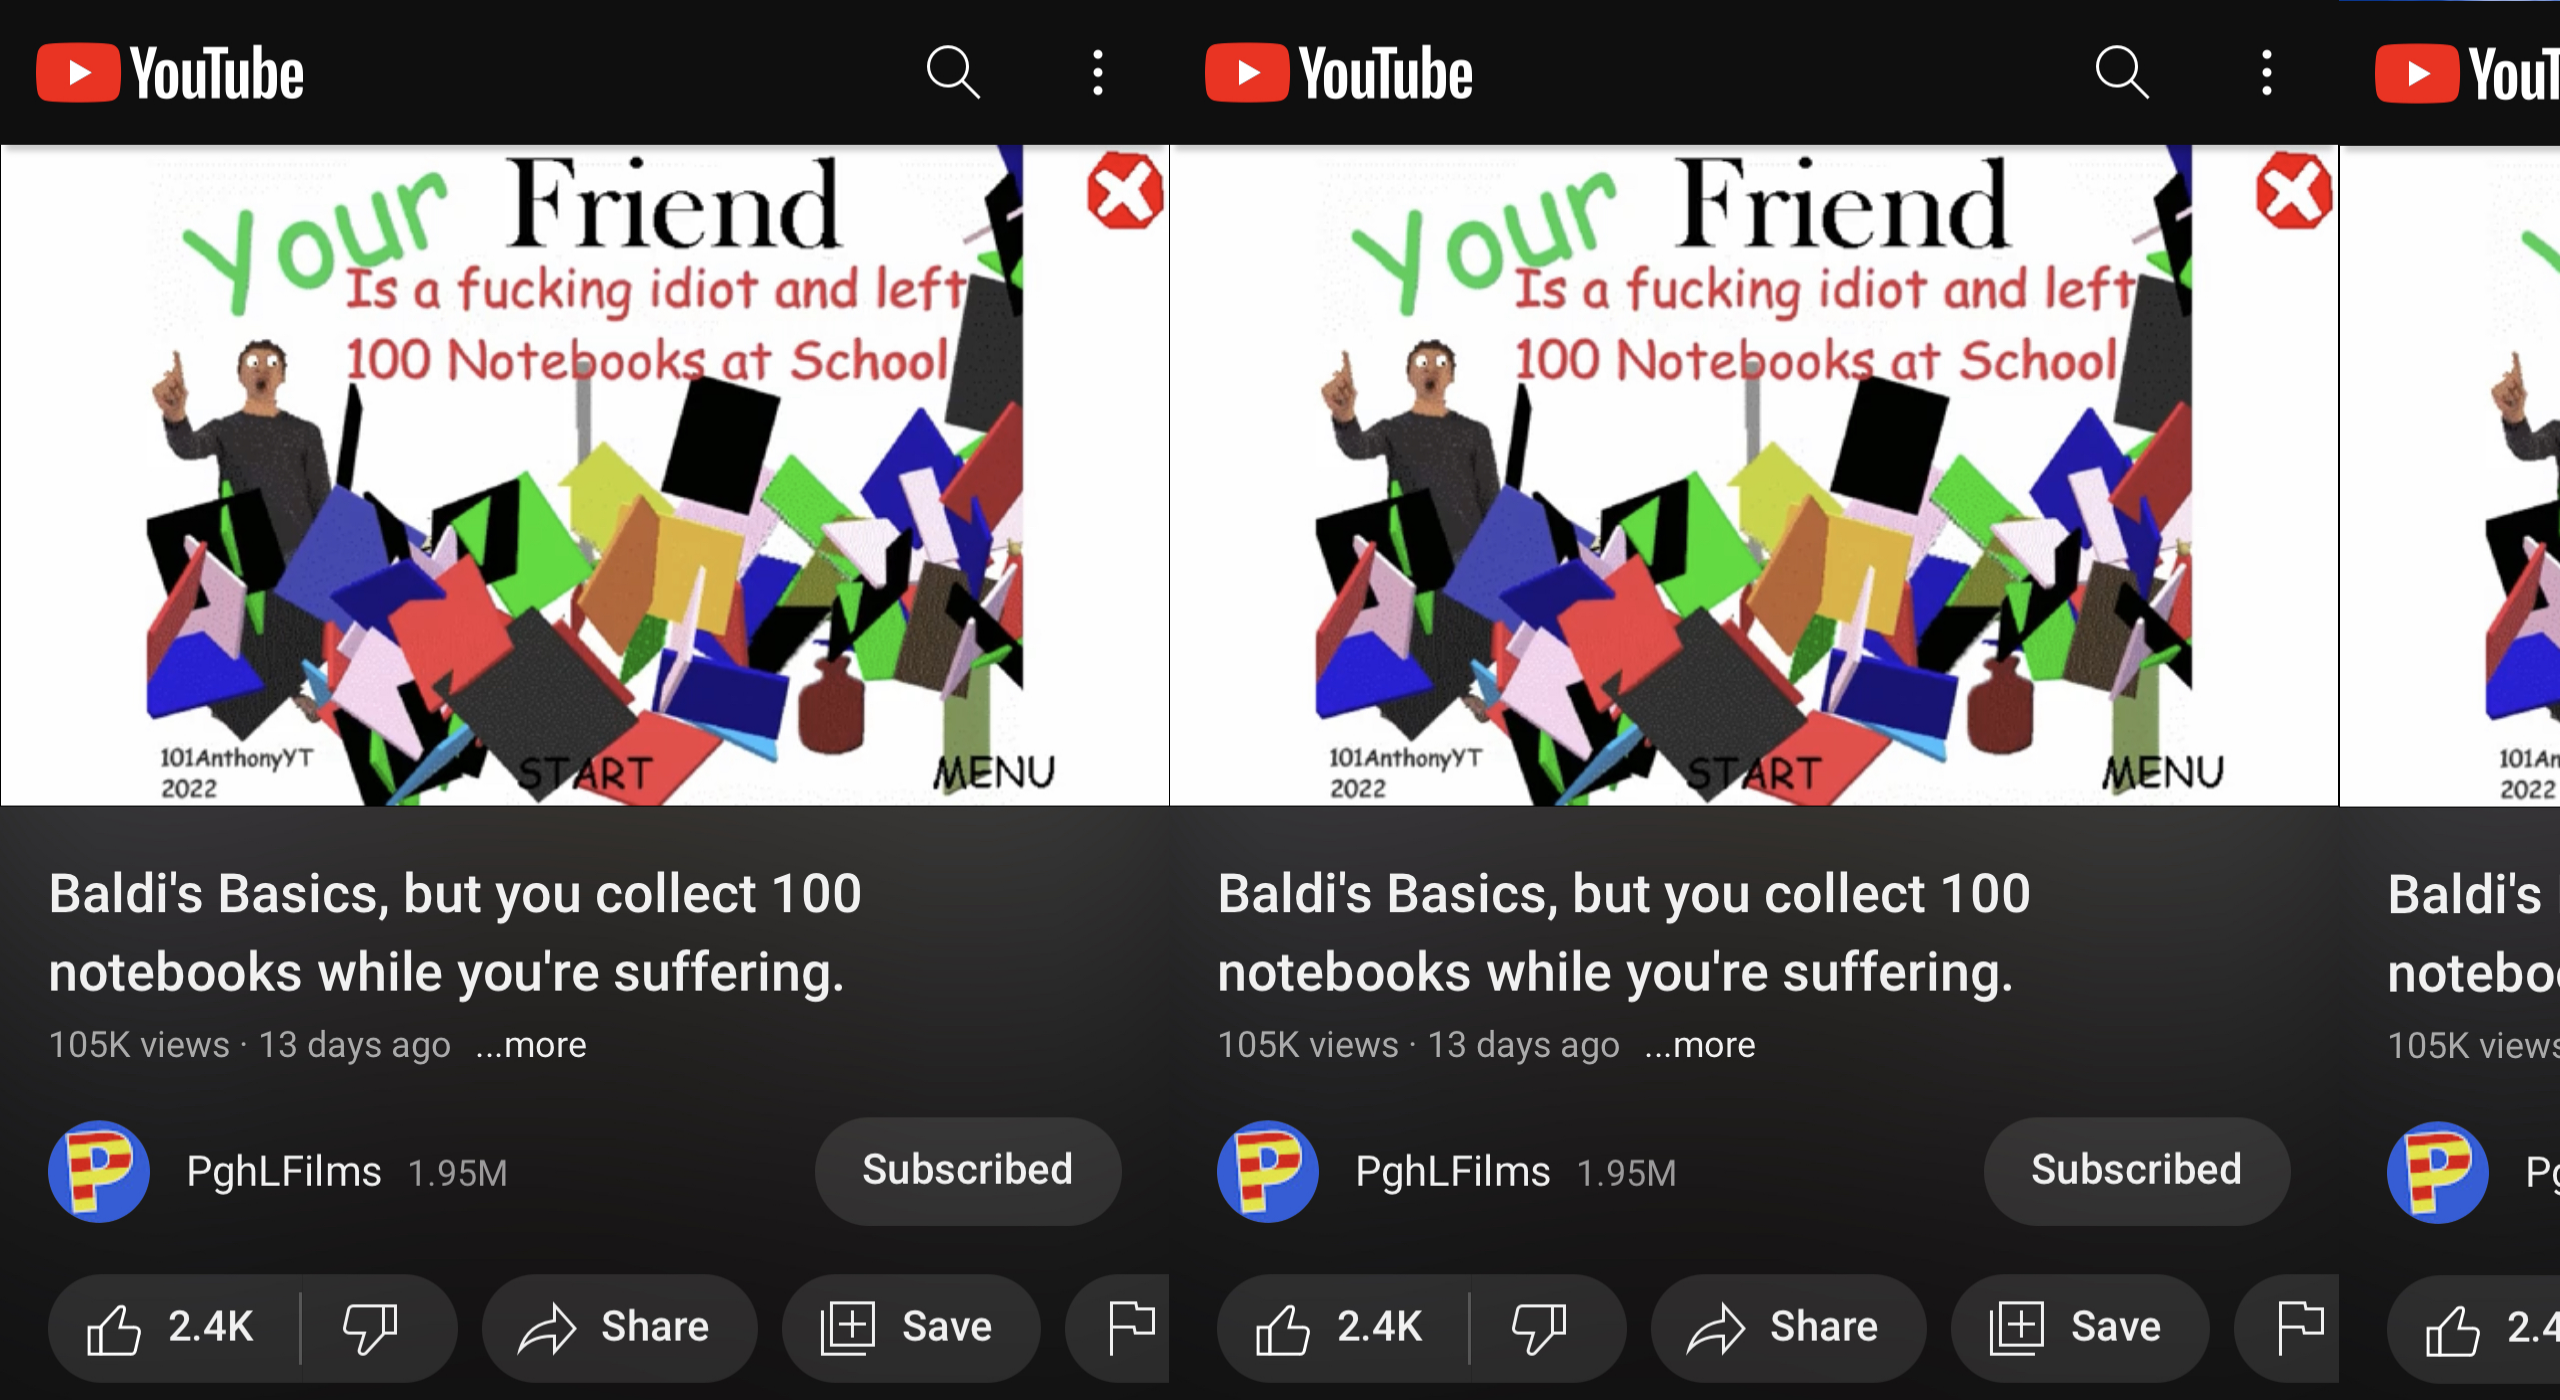 YouTube
Your Friend
Is a fucking idiot and left
100 Notebooks at School
101AnthonyYT
2022
START
MENU
Baldi's Basics, but you collect 100
notebooks while you're suffering.
105K views · 13 days ago ...more
PghLFilms 1.95M
Subscribed
2.4K
Share
Save
YouTube
Your Friend
Is a fucking idiot and left
100 Notebooks at School
101AnthonyYT
2022
START
MENU
Baldi's Basics, but you collect 100
notebooks while you're suffering.
105K views · 13 days ago ...more
PghLFilms 1.95M
Subscribed
2.4K
Share
Save
YouT
101An
2022
Baldi's
notebo
105K views
Pg
2.4